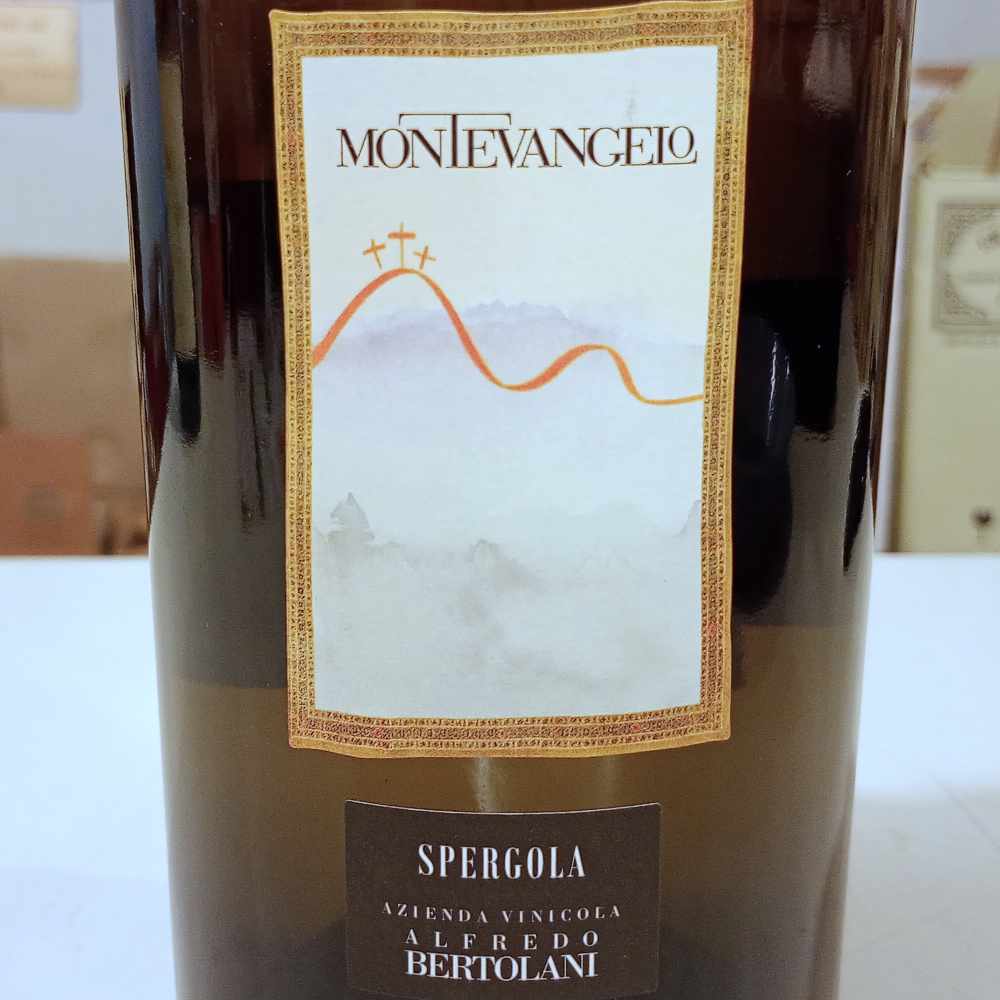 MONTEVANGELO
SPERGOLA
AZIENDA VINICOLA
ALFREDO
BERTOLANI